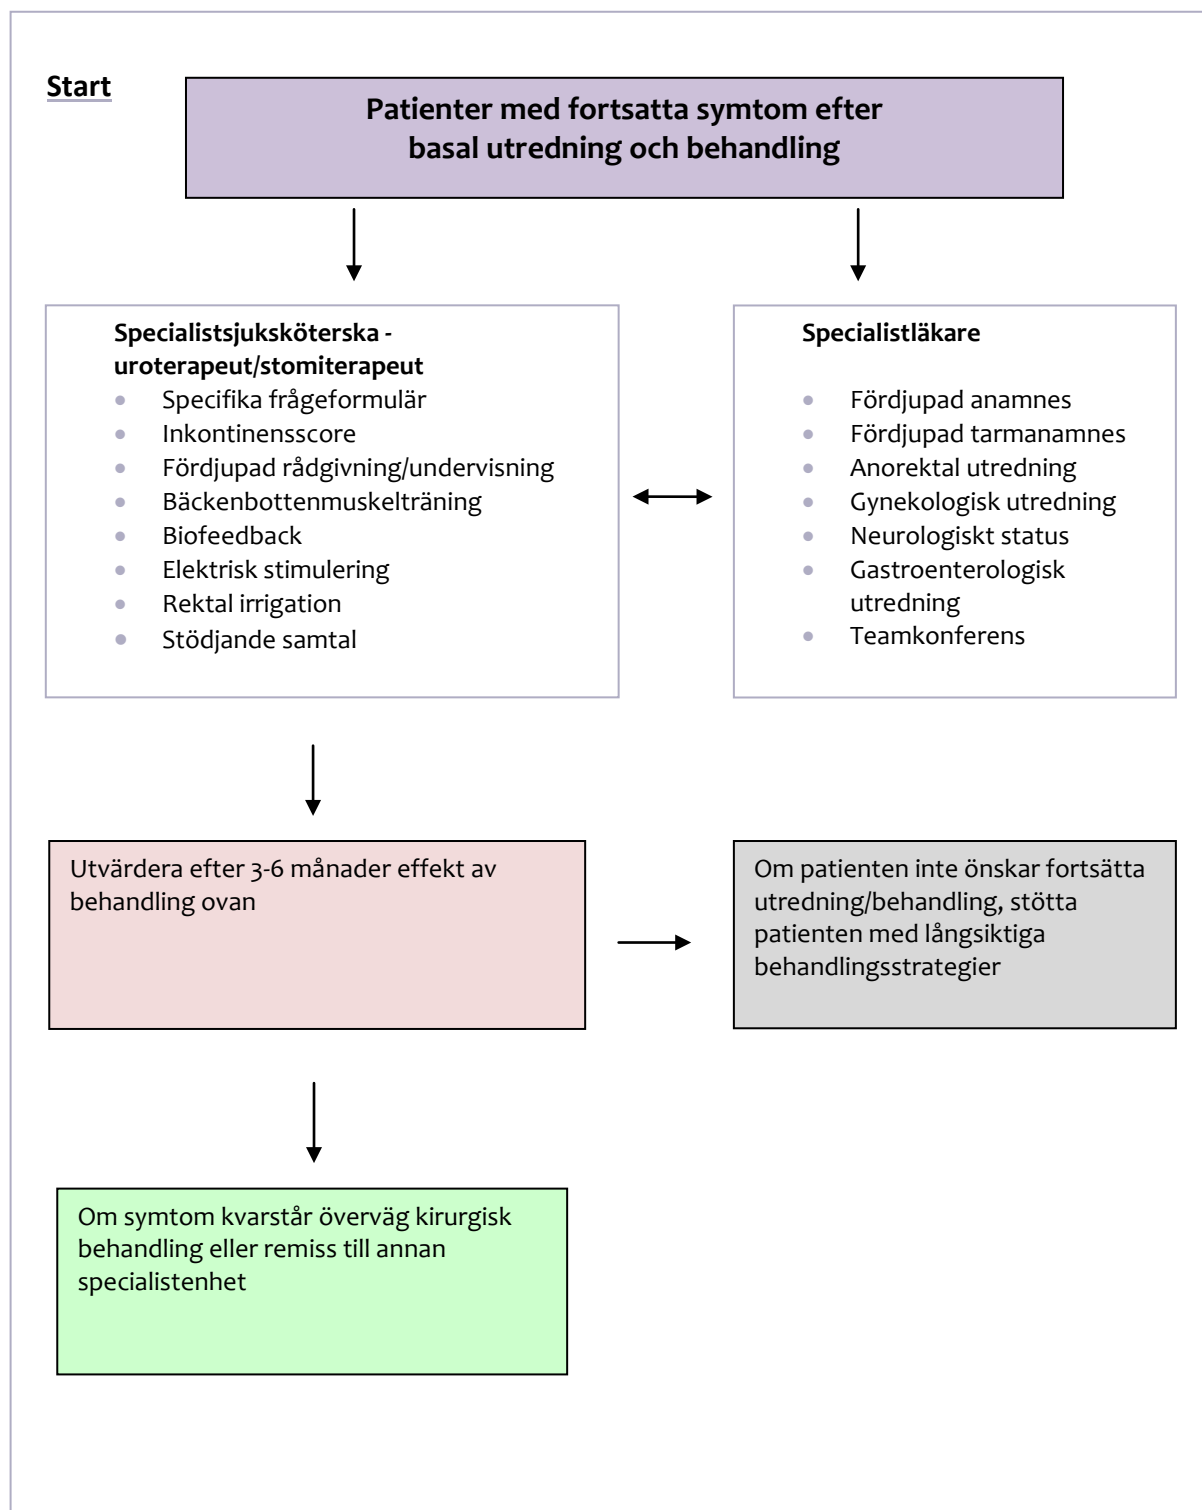 Start
Patienter med fortsatta symtom efter
basal utredning och behandling
Specialistsjuksköterska -
uroterapeut/stomiterapeut
• Specifika frågeformulär
• Inkontinensscore
• Fördjupad rådgivning/undervisning
• Bäckenbottenmuskelträning
• Biofeedback
• Elektrisk stimulering
• Rektal irrigation
• Stödjande samtal
Specialistläkare
• Fördjupad anamnes
• Fördjupad tarmanamnes
• Anorektal utredning
• Gynekologisk utredning
• Neurologiskt status
• Gastroenterologisk
utredning
• Teamkonferens
Utvärdera efter 3-6 månader effekt av
behandling ovan
Om patienten inte önskar fortsätta
utredning/behandling, stötta
patienten med långsiktiga
behandlingsstrategier
Om symtom kvarstår överväg kirurgisk
behandling eller remiss till annan
specialistenhet